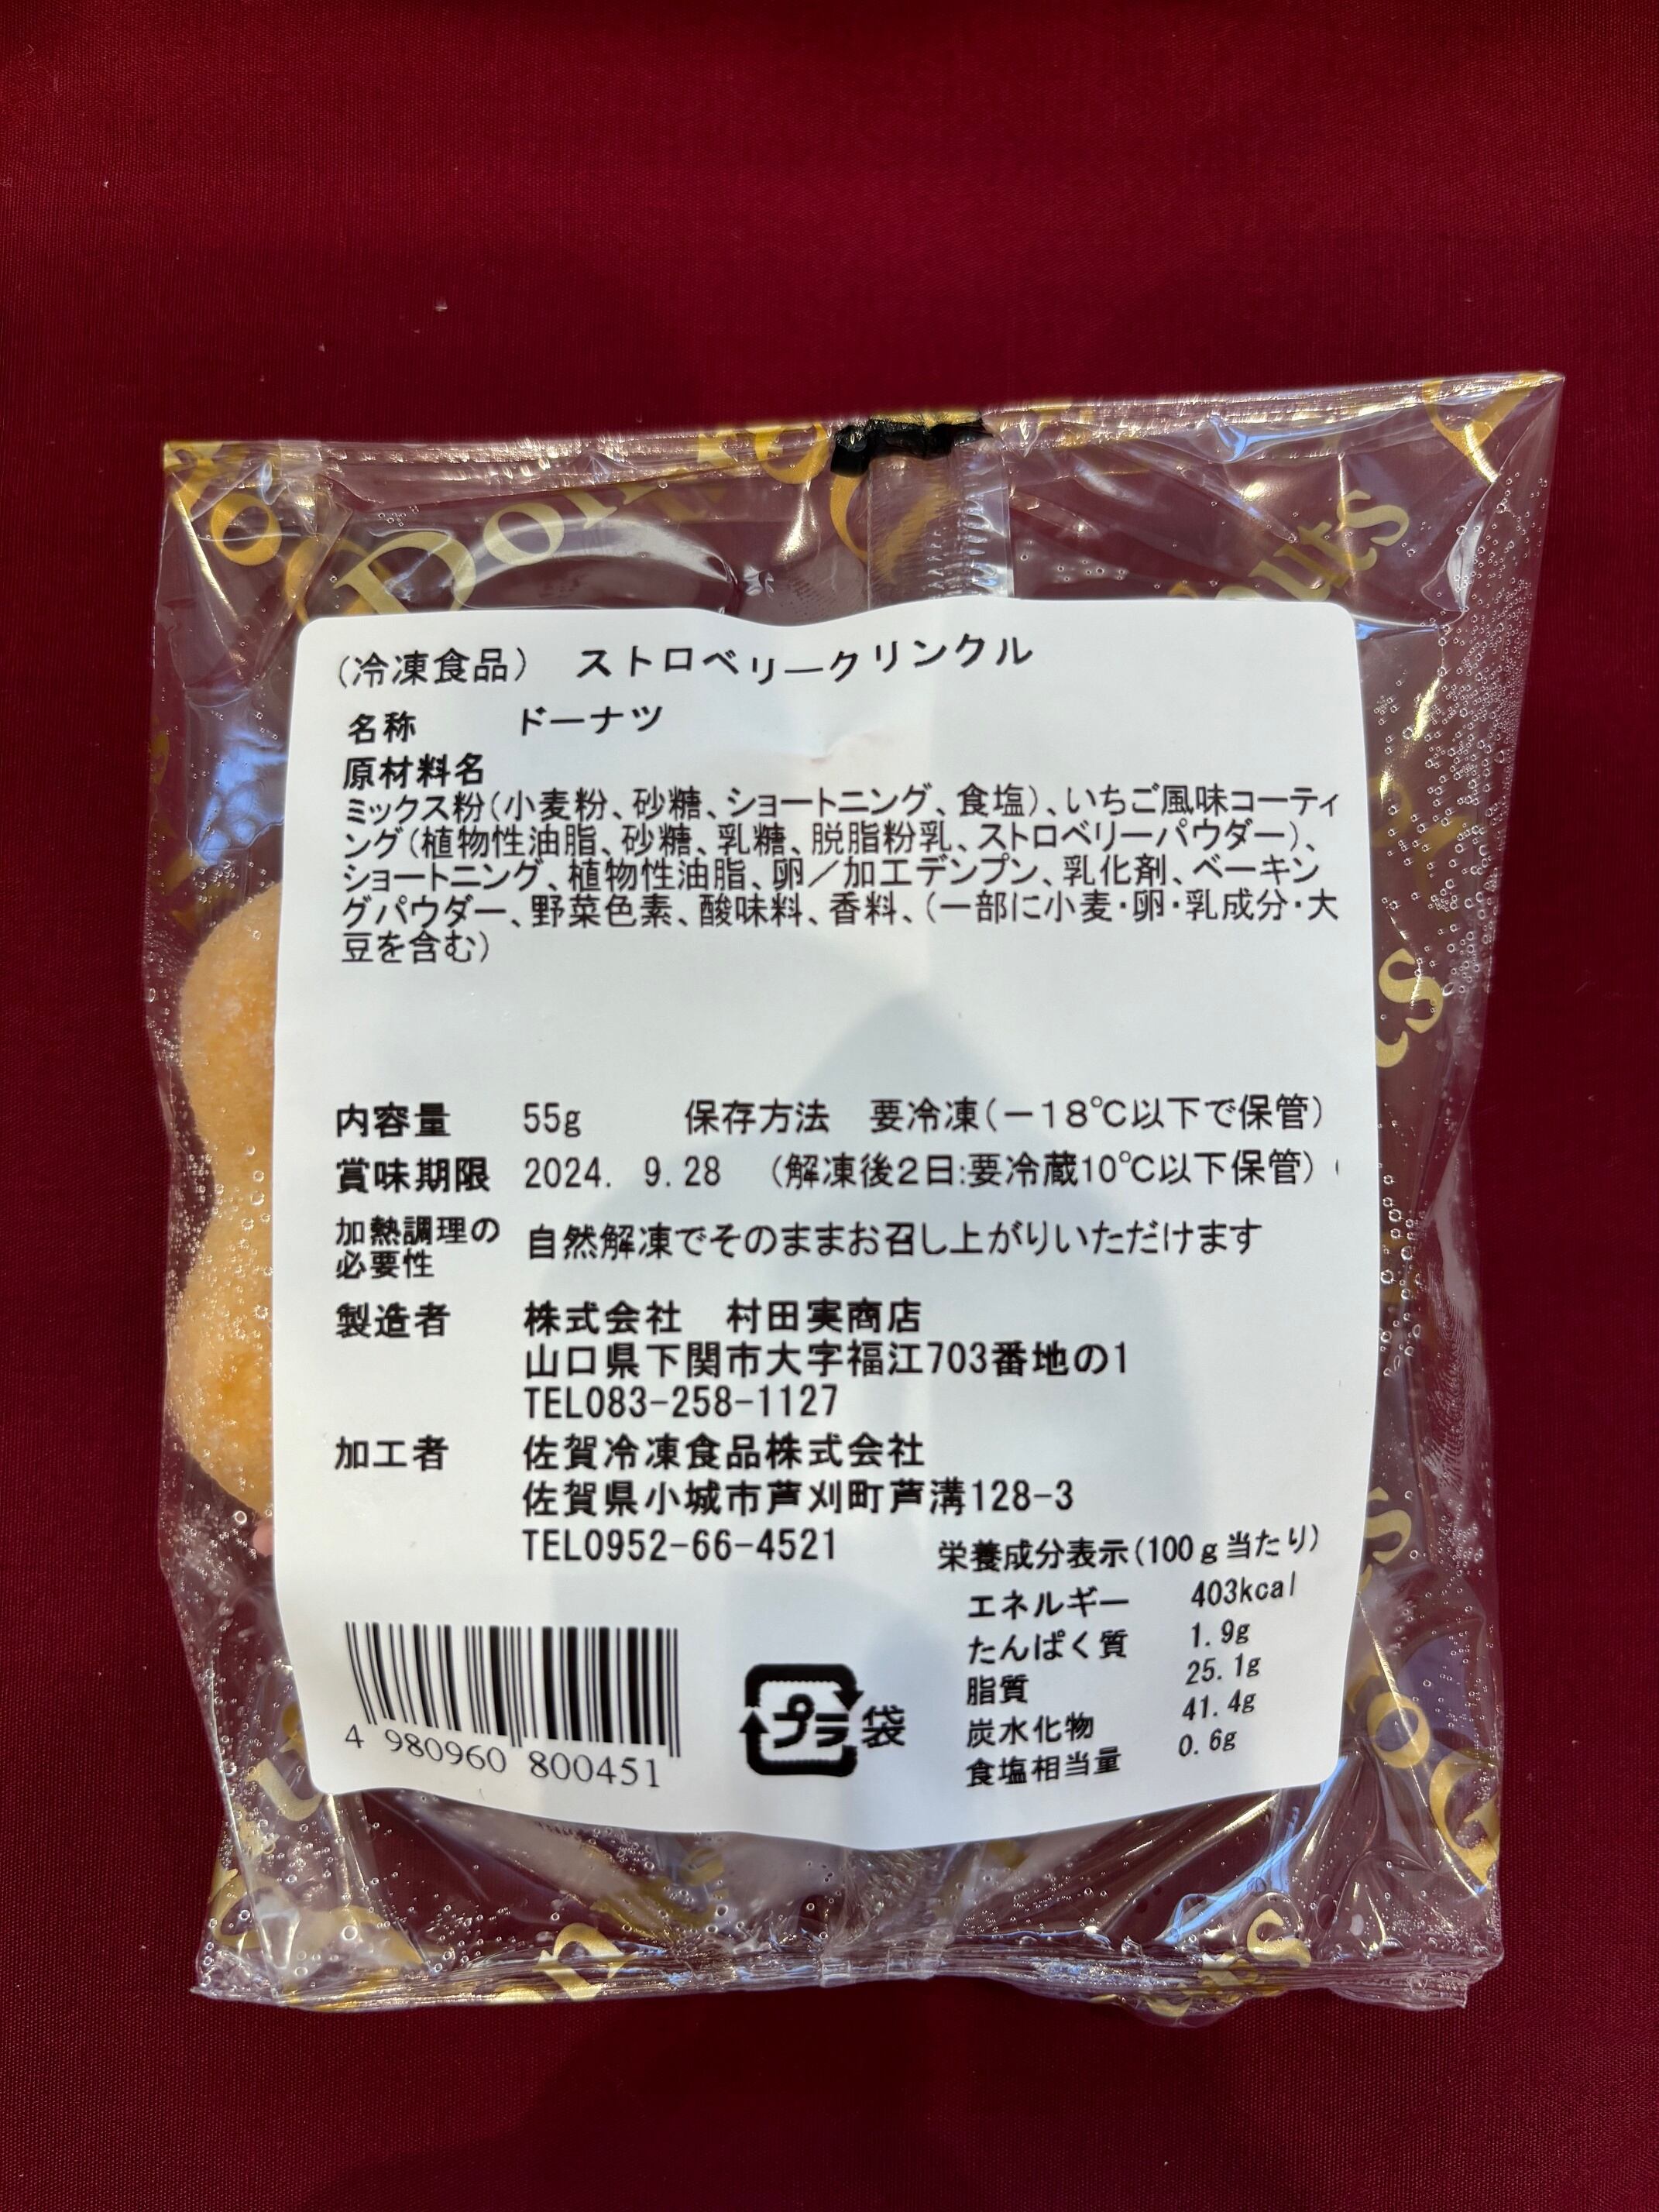 Donuts
(冷凍食品) ストロベリークリンクル
名称 ドーナツ
原材料名
ミックス粉(小麦粉、砂糖、ショートニング、食塩)、いちご風味コーティ
ング(植物性油脂、砂糖、乳糖、脱脂粉乳、ストロベリーパウダー)、
ショートニング、植物性油脂、卵/加工デンプン、乳化剤、ベーキン
グパウダー、野菜色素、酸味料、香料、(一部に小麦・卵・乳成分・大
豆を含む)
内容量 55g 保存方法 要冷凍(-18℃以下で保管)
賞味期限 2024. 9.28 (解凍後2日:要冷蔵10℃以下保管)
加熱調理の
必要性 自然解凍でそのままお召し上がりいただけます
製造者 株式会社 村田実商店
山口県下関市大字福江703番地の1
TEL083-258-1127
加工者 佐賀冷凍食品株式会社
佐賀県小城市芦刈町芦溝128-3
TEL0952-66-4521
栄養成分表示(100g当たり)
エネルギー 403kcal
たんぱく質 1.9g
脂質 25.1g
炭水化物 41.4g
食塩相当量 0.6g
4 980960 800451
プラ 袋